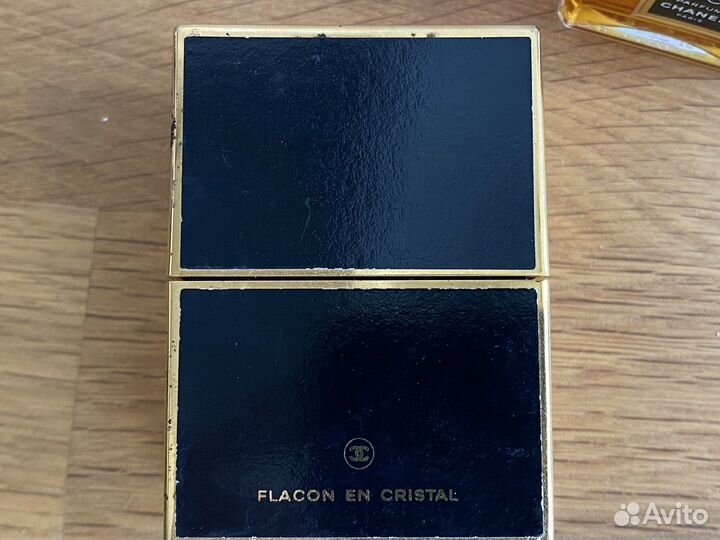 PARFUM
CHANEL
PARIS
FLACON EN CRISTAL
Avito